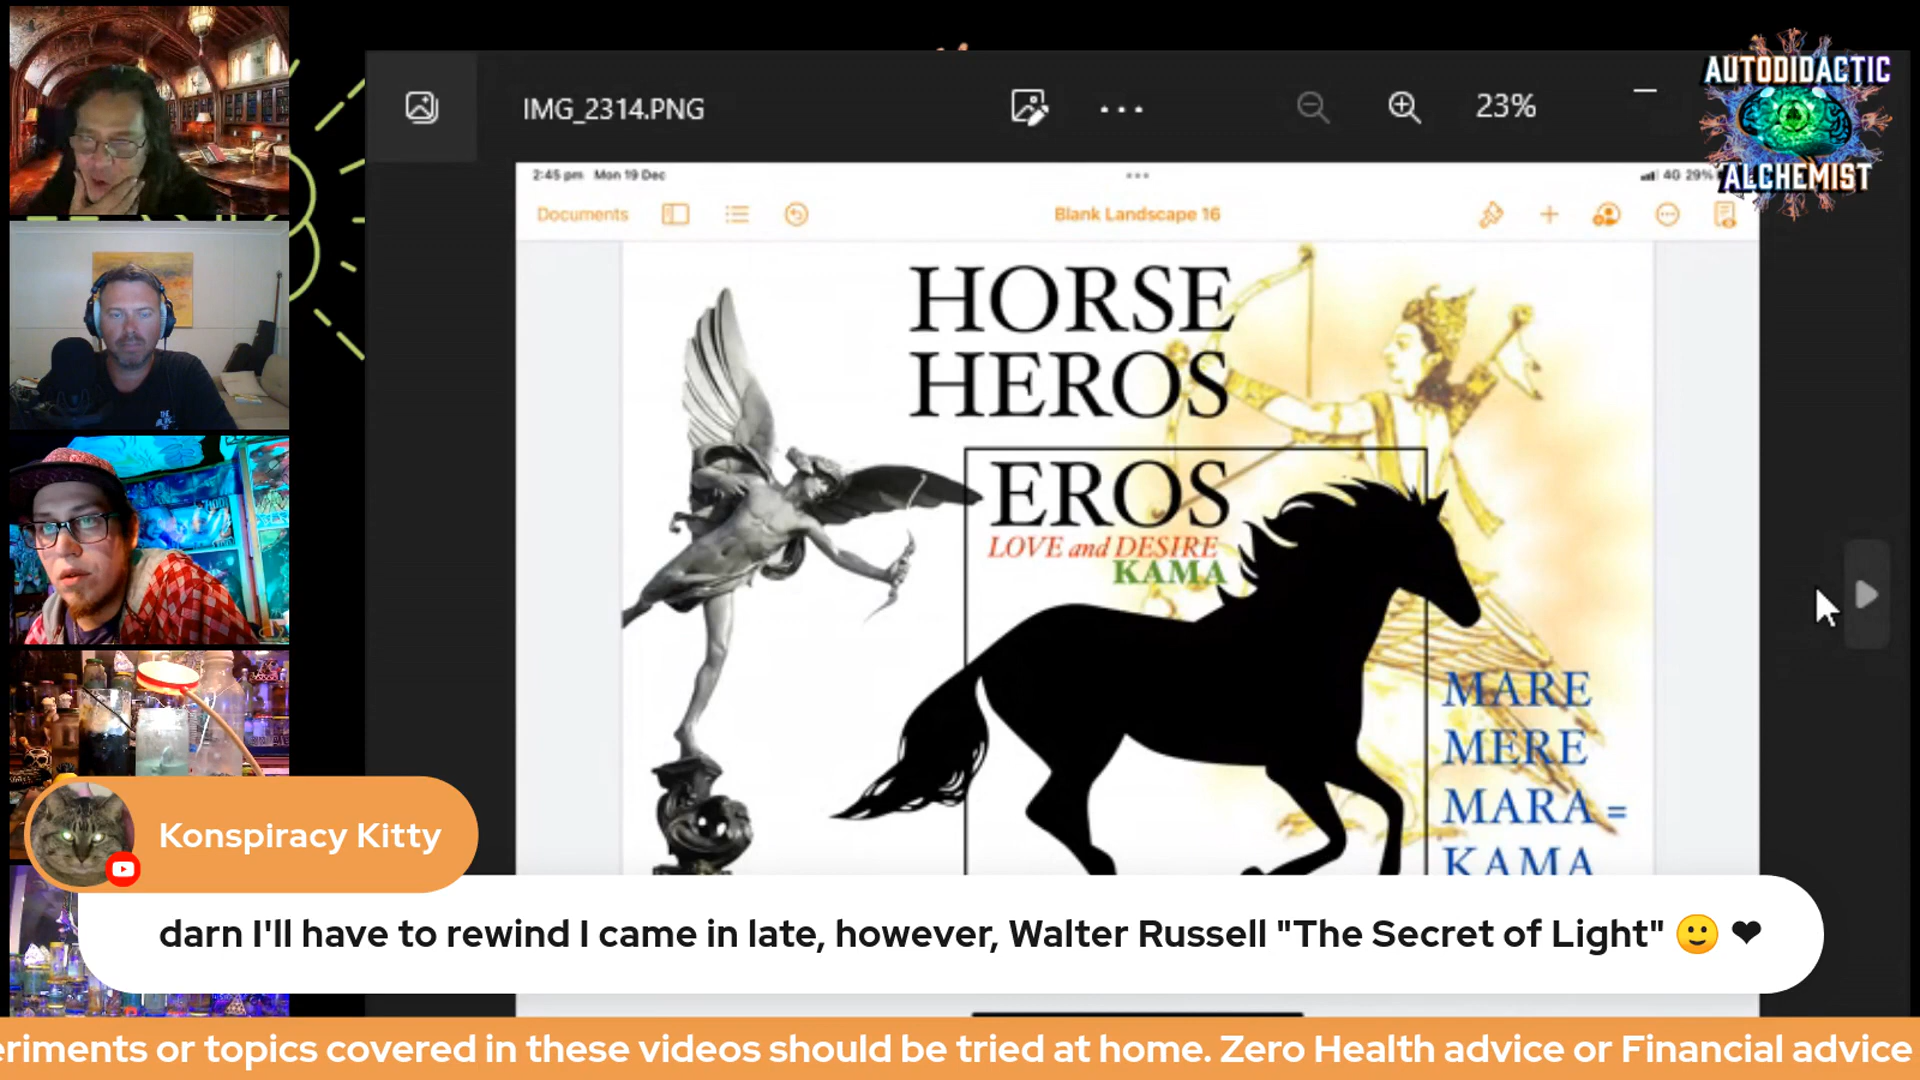 IMG_2314.PNG
23%
AUTODIDACTIC
ALCHEMIST
2:45 pm Mon 19 Dec
4G 29%
Documents
Blank Landscape 16
HORSE
HEROS
EROS
LOVE and DESIRE
KAMA
MARE
MERE
MARA =
KAMA
Konspiracy Kitty
darn I'll have to rewind I came in late, however, Walter Russell "The Secret of Light" 🙂 ❤
eriments or topics covered in these videos should be tried at home. Zero Health advice or Financial advice